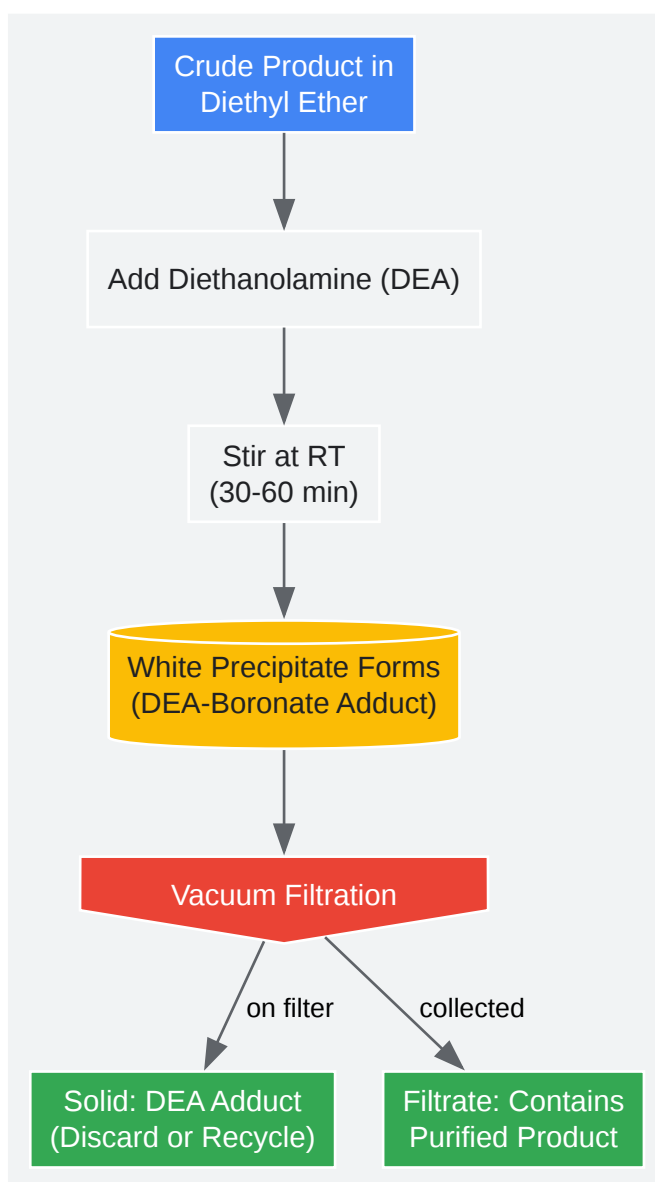 Crude Product in
Diethyl Ether
Add Diethanolamine (DEA)
Stir at RT
(30-60 min)
White Precipitate Forms
(DEA-Boronate Adduct)
Vacuum Filtration
on filter
collected
Solid: DEA Adduct
(Discard or Recycle)
Filtrate: Contains
Purified Product